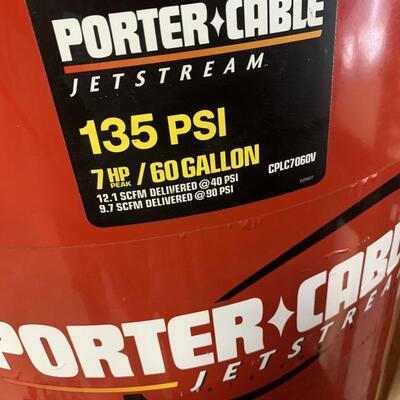 PORTER✦CABLE
JETSTREAM
135 PSI
7 HP PEAK / 60 GALLON
CPLC7060V
12.1 SCFM DELIVERED @ 40 PSI
9.7 SCFM DELIVERED @ 90 PSI
PORTER✦CABLE
JETSTREAM